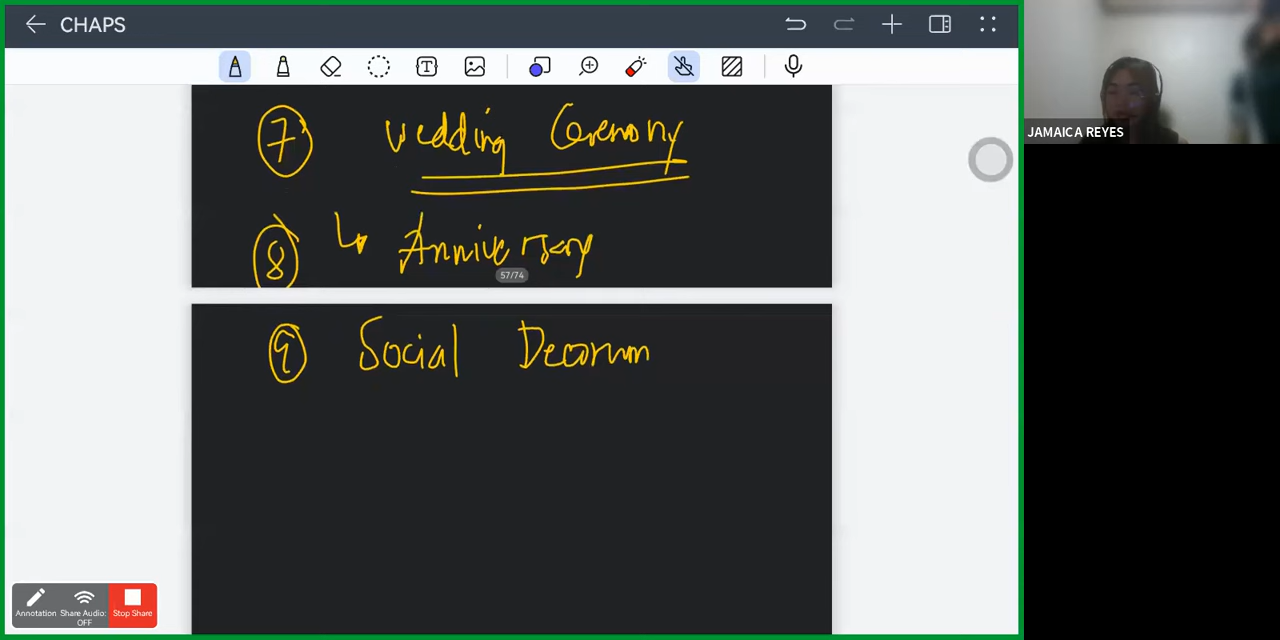 CHAPS
JAMAICA REYES
7 Wedding Ceremony
8 Anniversary
57/74
9 Social Decorum
Annotation
Share Audio: OFF
Stop Share